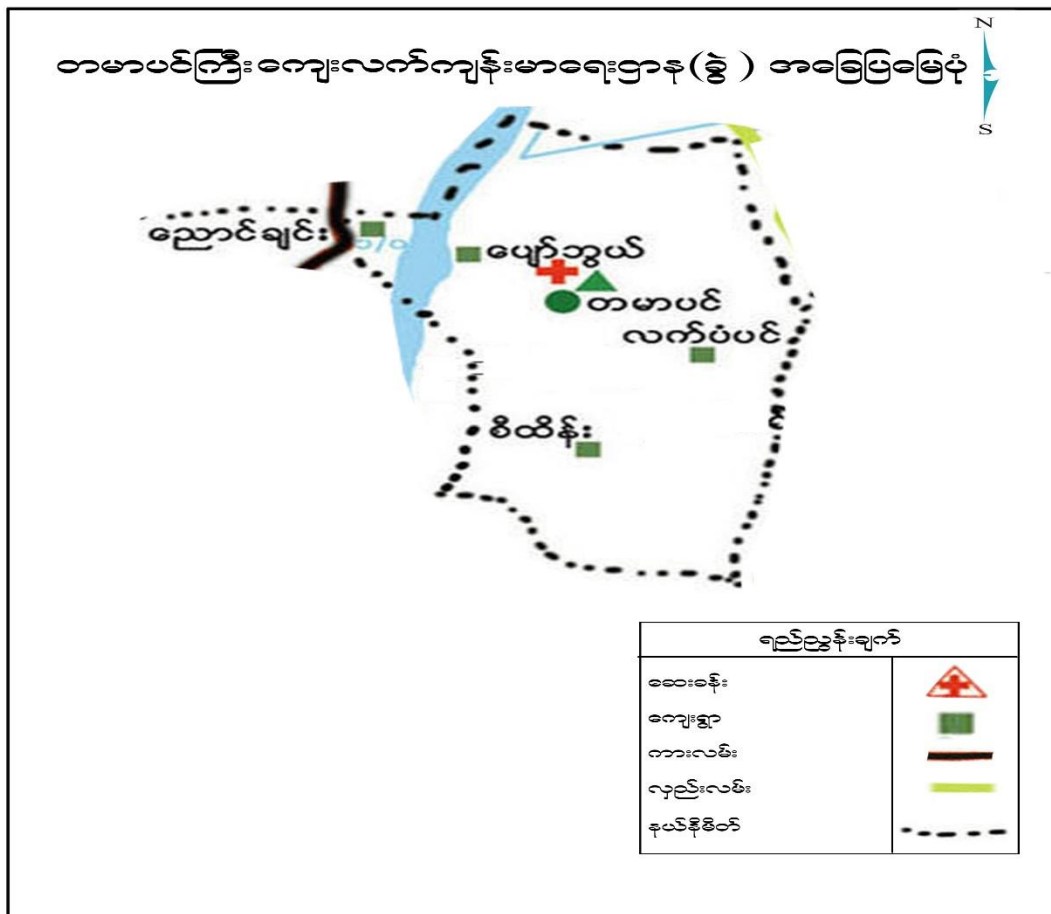 N
တမာပင်ကြီးကျေးလက်ကျန်းမာရေးဌာန(ခွဲ ) အခြေပြမြေပုံ
S
ညောင်ချင်း
၁/၀
ပျော်ဘွယ်
တမာပင်
လက်ပံပင်
စီထိန်း
ရည်ညွှန်းချက်
ဆေးခန်း
ကျေးရွာ
ကားလမ်း
လှည်းလမ်း
နယ်နိမိတ်